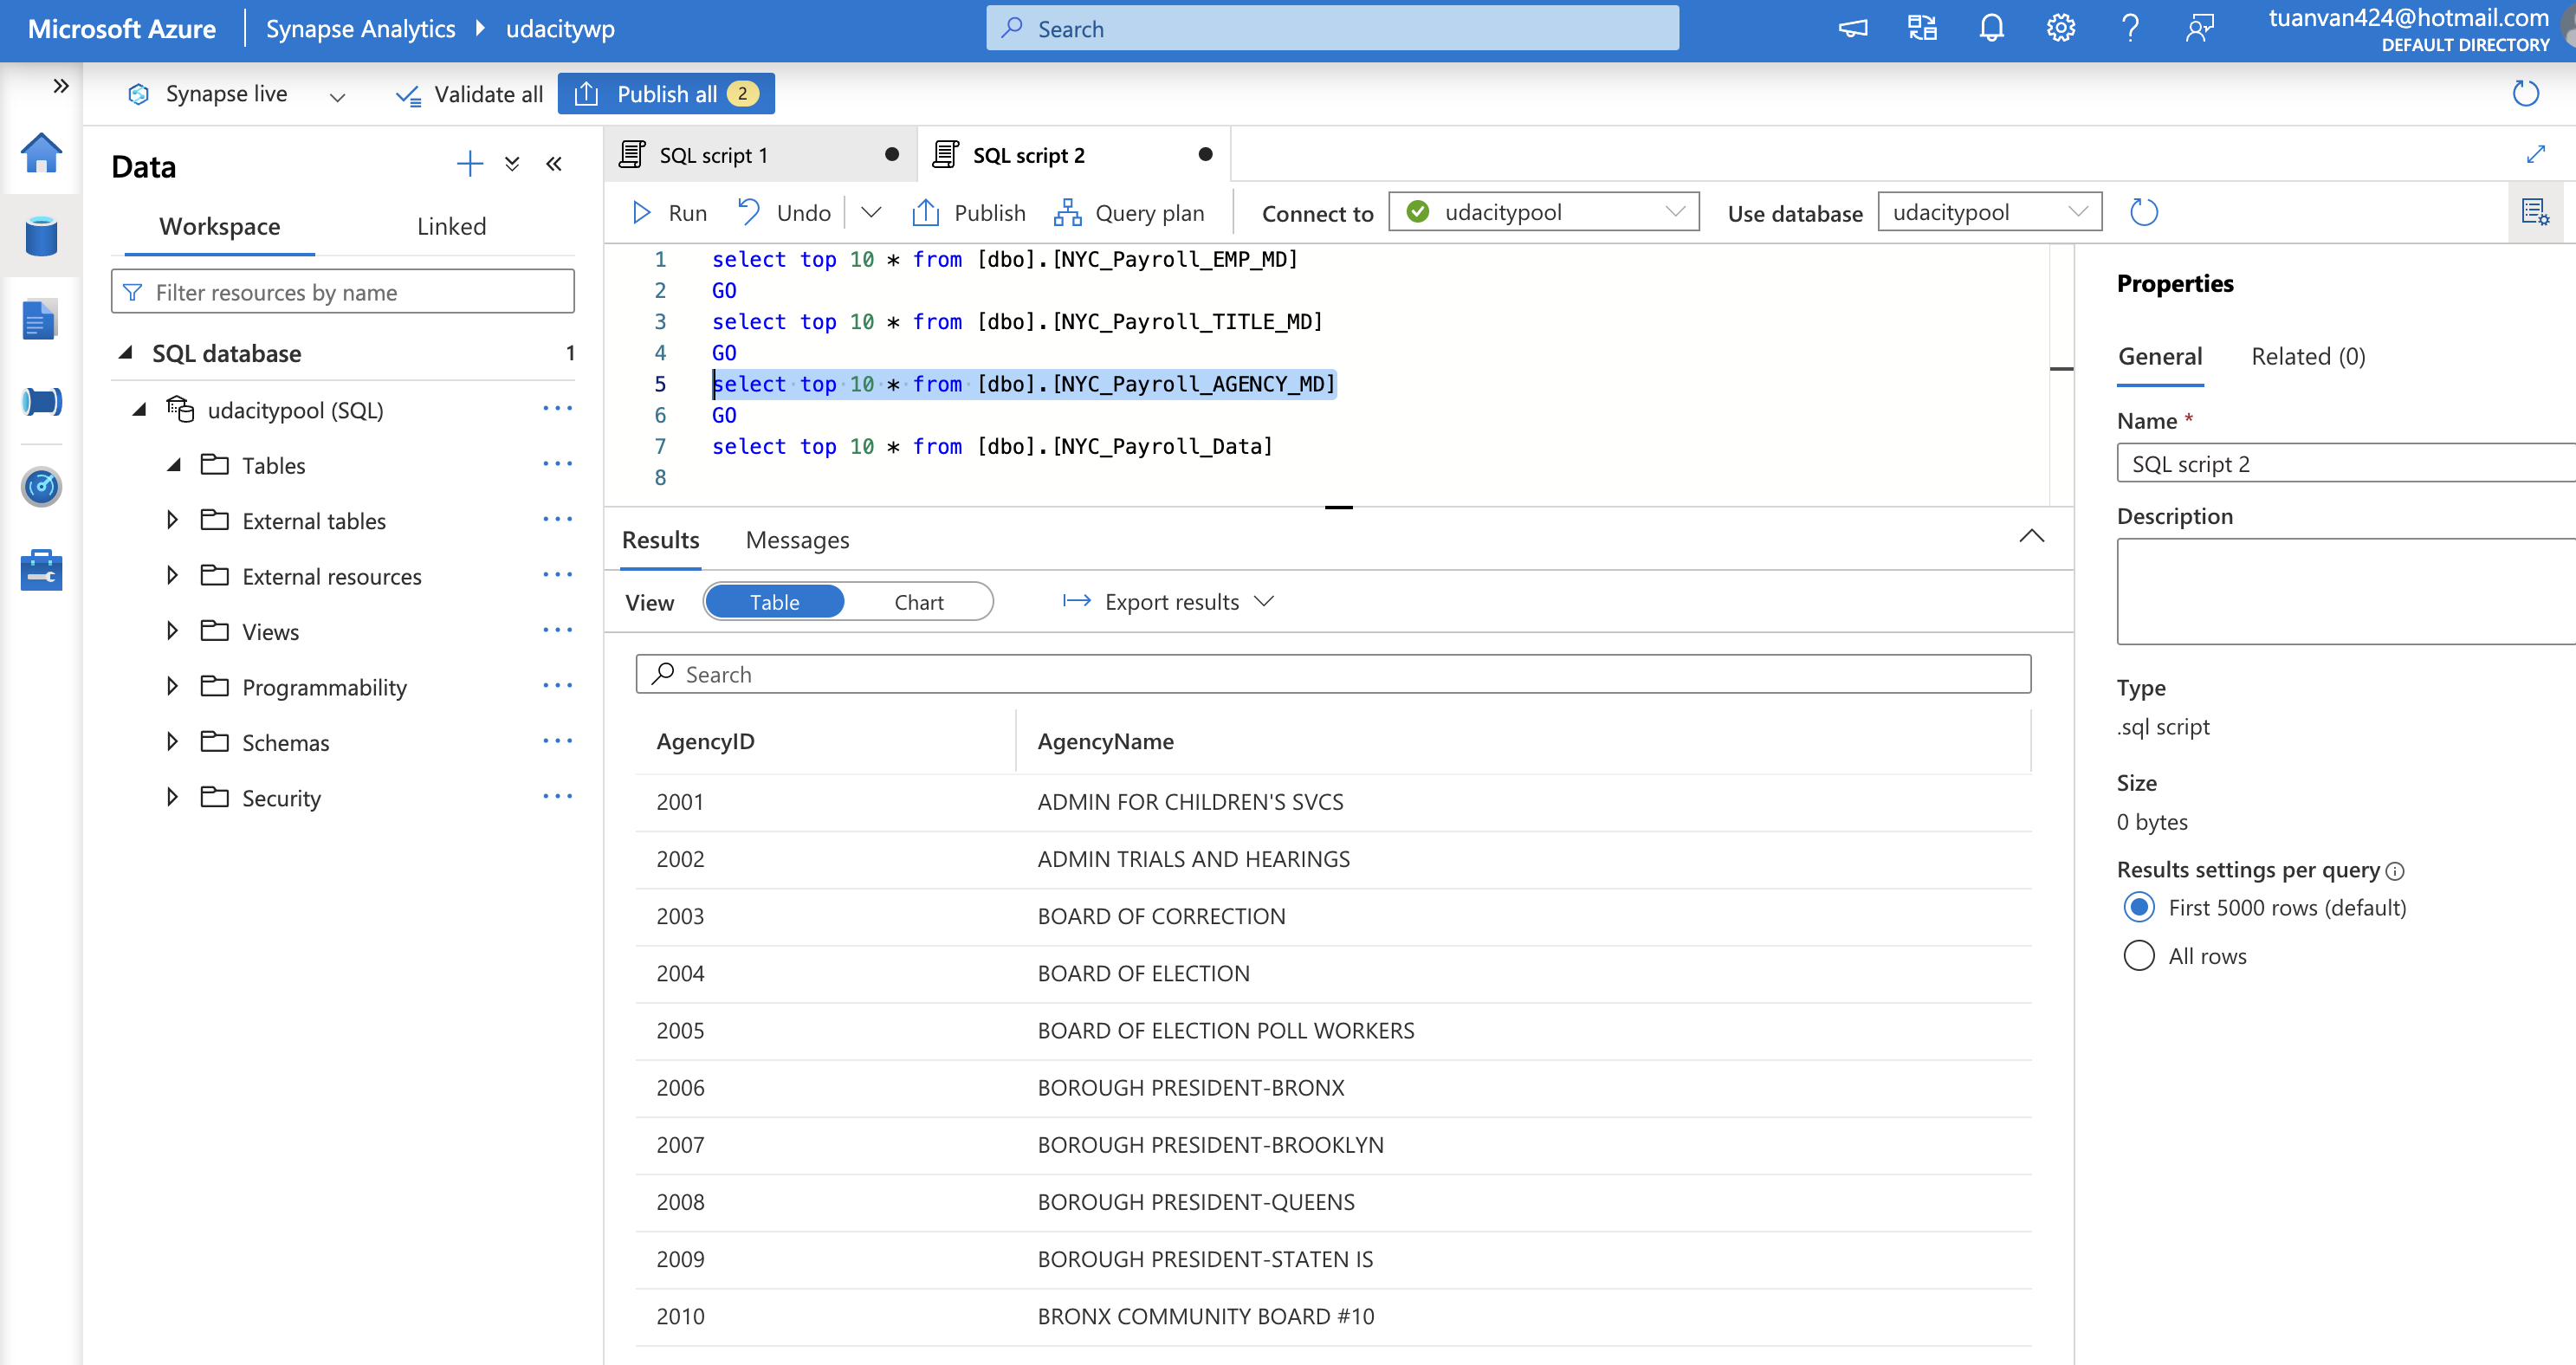 Microsoft Azure
Synapse Analytics
udacitywp
Search
tuanvan424@hotmail.com
DEFAULT DIRECTORY
Synapse live
Validate all
Publish all 2
Data
Workspace
Linked
Filter resources by name
SQL database 1
udacitypool (SQL)
Tables
External tables
External resources
Views
Programmability
Schemas
Security
SQL script 1
SQL script 2
Run
Undo
Publish
Query plan
Connect to
udacitypool
Use database
udacitypool
1 select top 10 * from [dbo].[NYC_Payroll_EMP_MD]
2 GO
3 select top 10 * from [dbo].[NYC_Payroll_TITLE_MD]
4 GO
5 select top 10 * from [dbo].[NYC_Payroll_AGENCY_MD]
6 GO
7 select top 10 * from [dbo].[NYC_Payroll_Data]
8
Results
Messages
View
Table
Chart
Export results
Search
AgencyID AgencyName
2001 ADMIN FOR CHILDREN'S SVCS
2002 ADMIN TRIALS AND HEARINGS
2003 BOARD OF CORRECTION
2004 BOARD OF ELECTION
2005 BOARD OF ELECTION POLL WORKERS
2006 BOROUGH PRESIDENT-BRONX
2007 BOROUGH PRESIDENT-BROOKLYN
2008 BOROUGH PRESIDENT-QUEENS
2009 BOROUGH PRESIDENT-STATEN IS
2010 BRONX COMMUNITY BOARD #10
Properties
General
Related (0)
Name *
SQL script 2
Description
Type
.sql script
Size
0 bytes
Results settings per query
First 5000 rows (default)
All rows